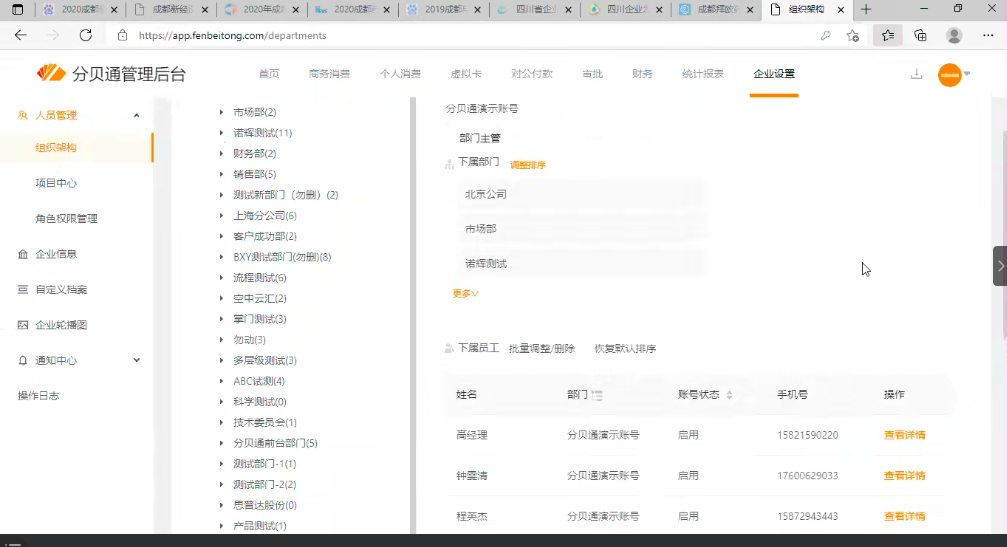 2020成都
成都新经
2020年成
2020成都
2019成都
四川省企
四川企业
成都拜
组织架构
https://app.fenbeitong.com/departments
分贝通管理后台
首页 商务消费 个人消费 虚拟卡 对公付款 审批 财务 统计报表 企业设置
人员管理
组织架构
项目中心
角色权限管理
企业信息
自定义档案
企业轮播图
通知中心
操作日志
市场部(2)
诺辉测试(11)
财务部(2)
销售部(5)
测试新部门（勿删）(2)
上海分公司(6)
客户成功部(2)
BXY测试部门(勿删)(8)
流程测试(6)
空中云汇(2)
掌门测试(3)
勿动(3)
多层级测试(3)
ABC试测(4)
科学测试(0)
技术委员会(1)
分贝通前台部门(5)
测试部门-1(1)
测试部门-2(2)
思普达股份(0)
产品测试(1)
分贝通演示账号
部门主管
下属部门 调整排序
北京公司
市场部
诺辉测试
更多
下属员工 批量调整/删除 恢复默认排序
姓名 部门 账号状态 手机号 操作
高经理 分贝通演示账号 启用 15821590220 查看详情
钟雯清 分贝通演示账号 启用 17600629033 查看详情
程英杰 分贝通演示账号 启用 15872943443 查看详情